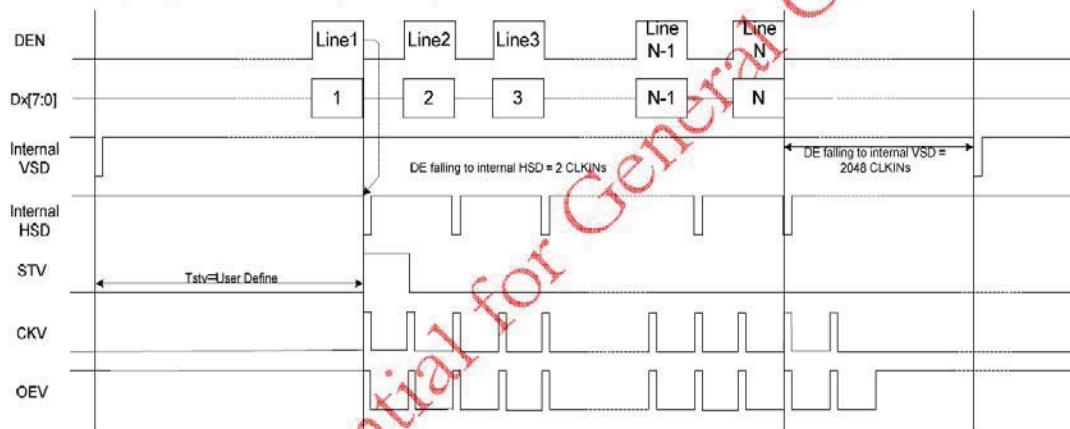 DEN
Line1
Line2
Line3
Line
N-1
Line
N
Dx[7:0]
1
2
3
N-1
N
Internal
VSD
DE falling to internal HSD = 2 CLKINs
DE falling to internal VSD =
2048 CLKINs
Internal
HSD
STV
Tstv=User Define
CKV
OEV
for General